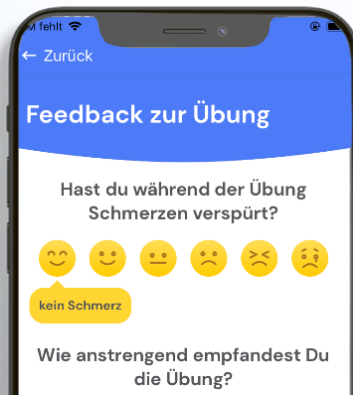 M fehlt
← Zurück
Feedback zur Übung
Hast du während der Übung
Schmerzen verspürt?
kein Schmerz
Wie anstrengend empfandest Du
die Übung?